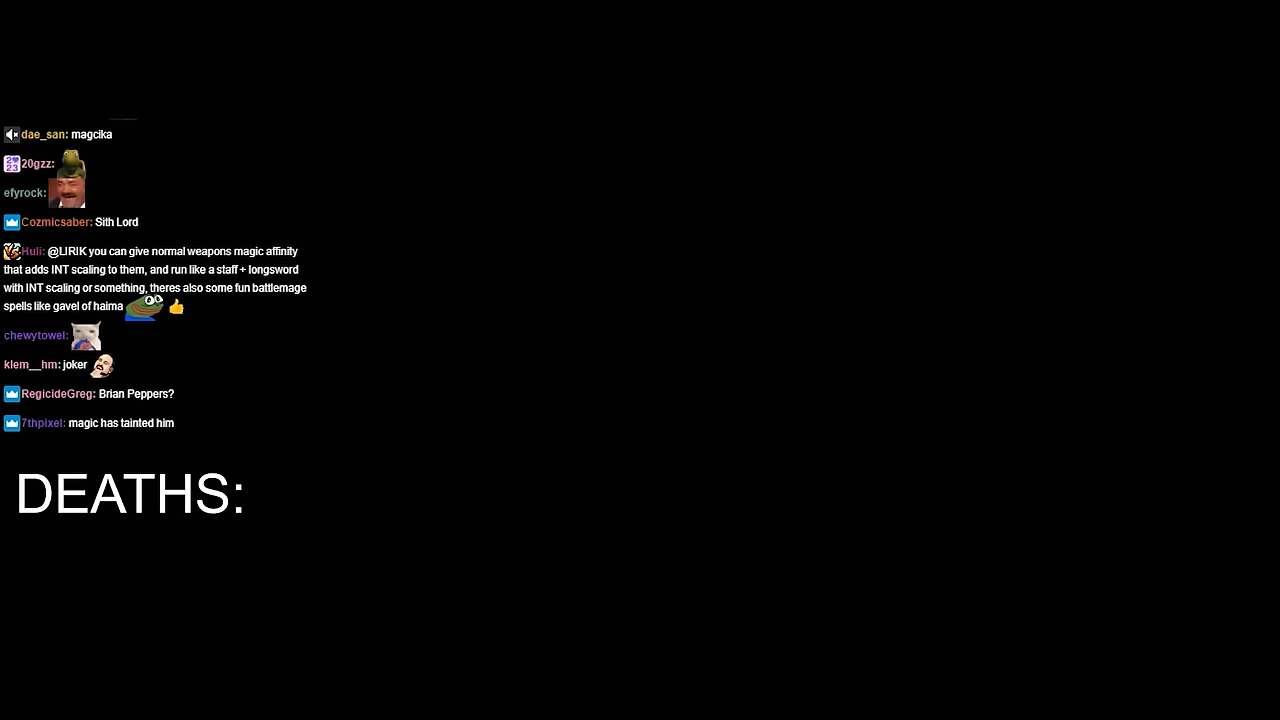 dae_san: magcika
20gzz:
efyrock:
Cozmicsaber: Sith Lord
Huli: @LIRIK you can give normal weapons magic affinity
that adds INT scaling to them, and run like a staff + longsword
with INT scaling or something, theres also some fun battlemage
spells like gavel of haima
chewytowel:
klem__hm: joker
RegicideGreg: Brian Peppers?
7thpixel: magic has tainted him
DEATHS: